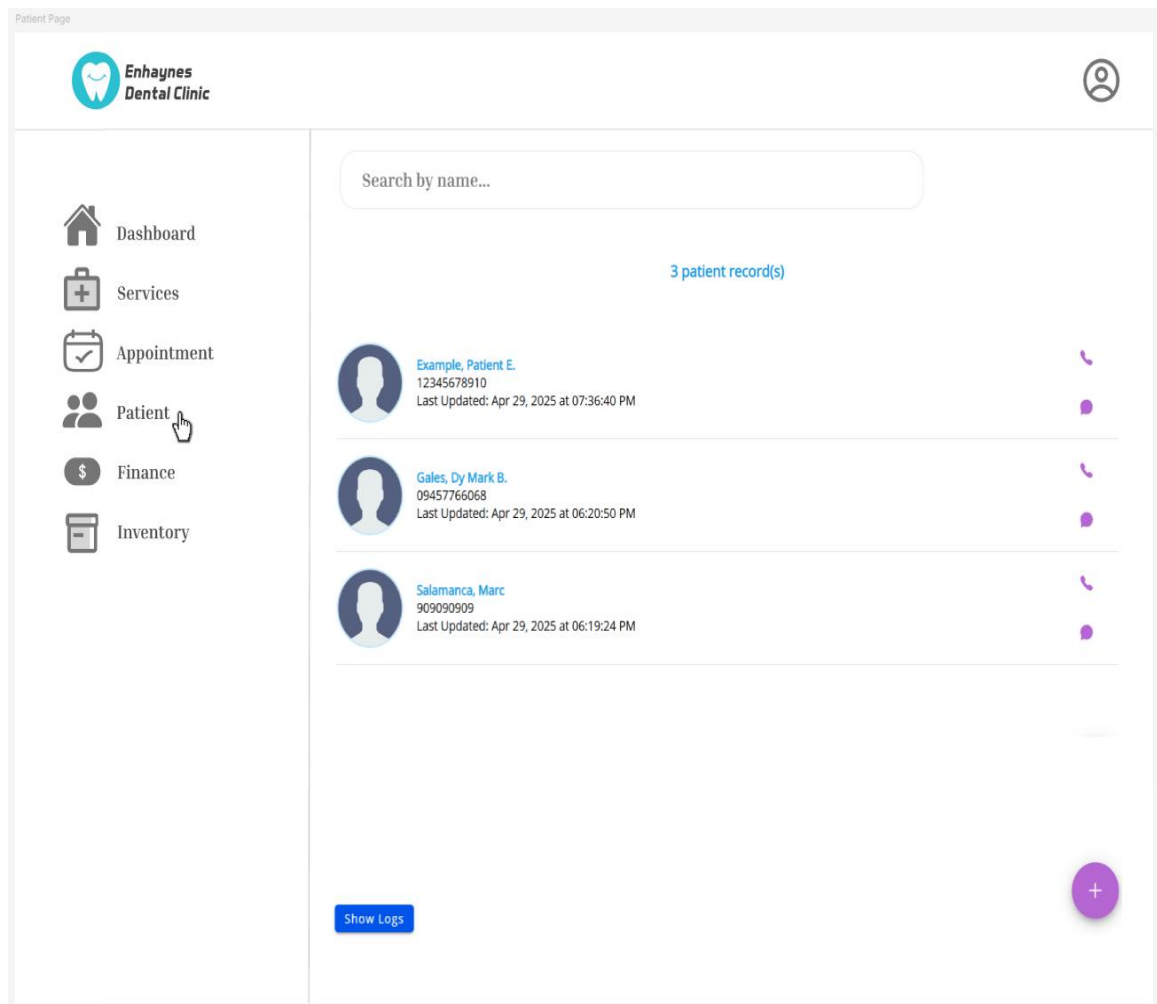 Patient Page
Enhaynes
Dental Clinic
Dashboard
Services
Appointment
Patient
$ Finance
Inventory
Search by name...
3 patient record(s)
Example, Patient E.
12345678910
Last Updated: Apr 29, 2025 at 07:36:40 PM
Gales, Dy Mark B.
09457766068
Last Updated: Apr 29, 2025 at 06:20:50 PM
Salamanca, Marc
909090909
Last Updated: Apr 29, 2025 at 06:19:24 PM
+
Show Logs